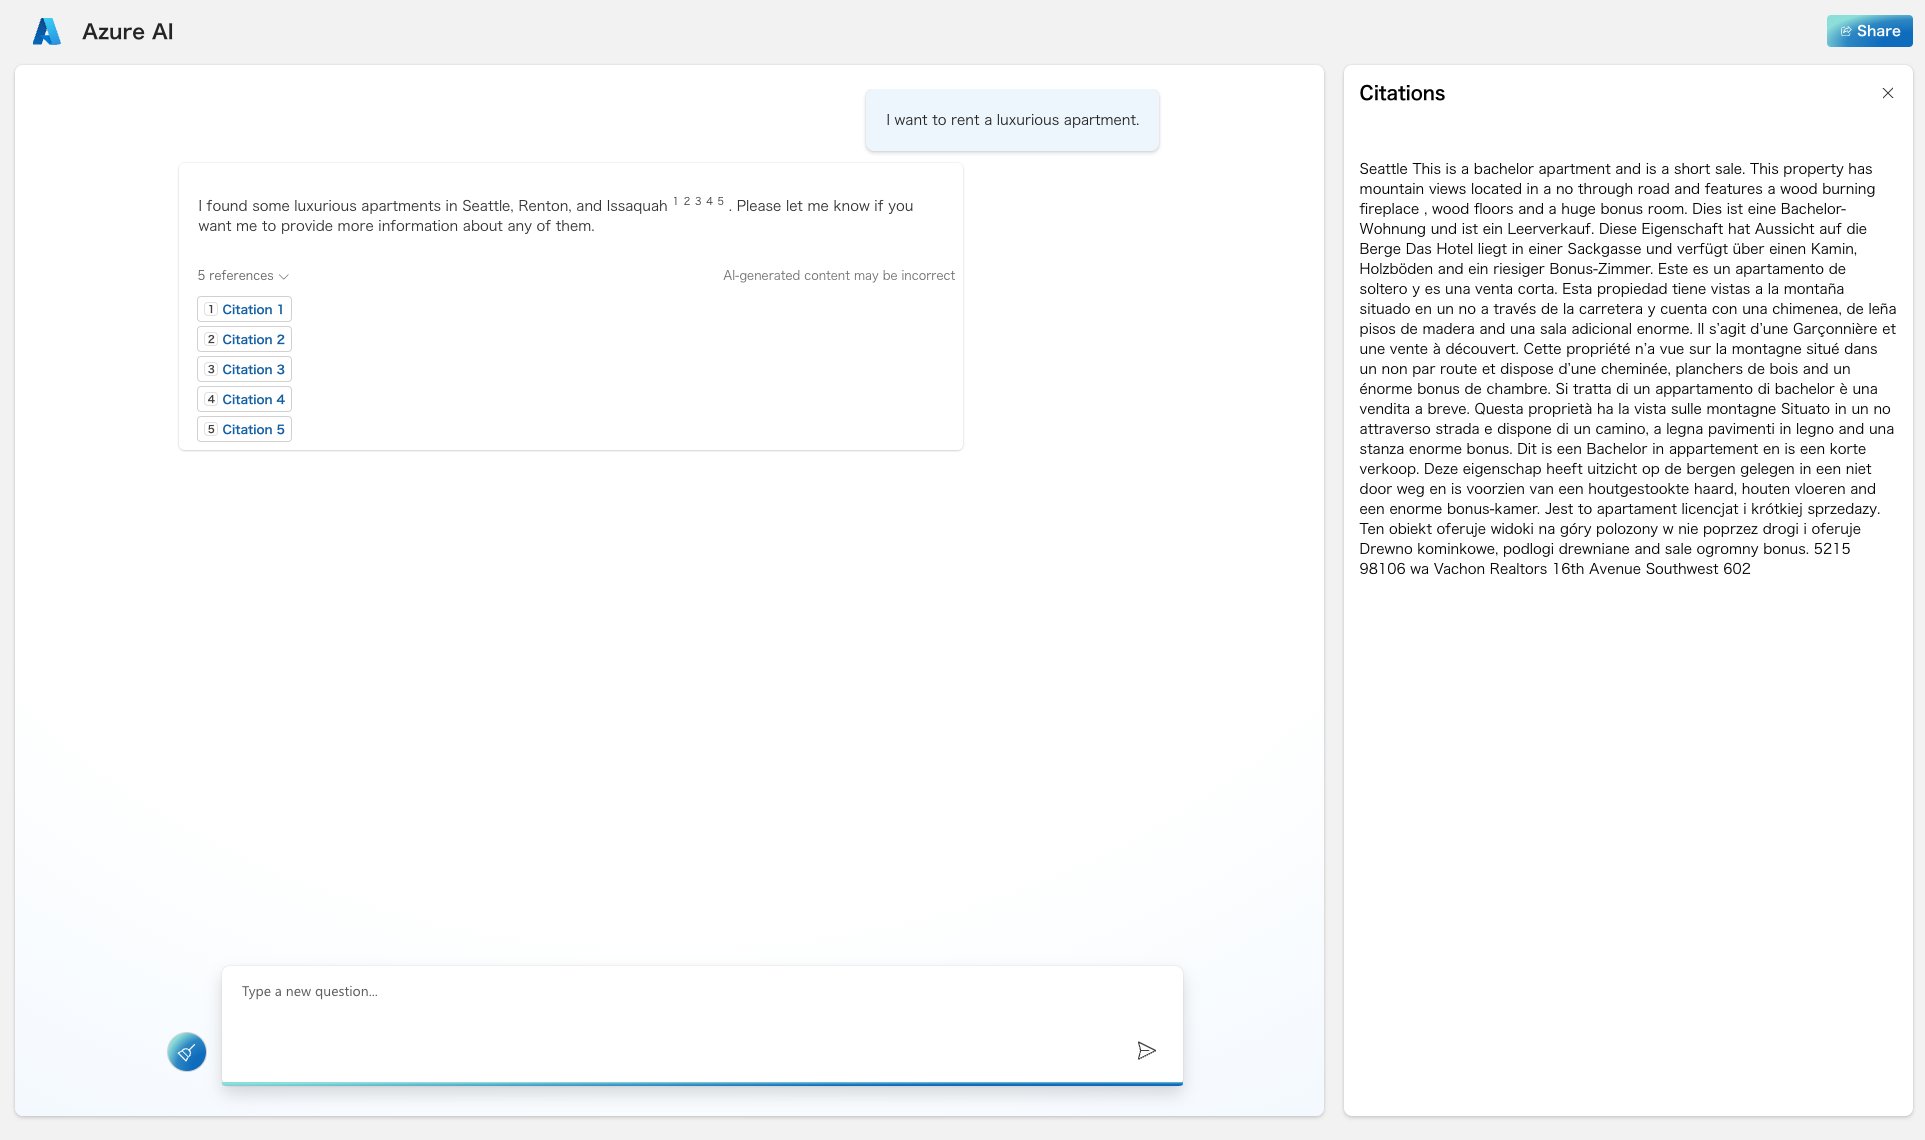 Azure AI
Share
I want to rent a luxurious apartment.
I found some luxurious apartments in Seattle, Renton, and Issaquah 1 2 3 4 5 . Please let me know if you
want me to provide more information about any of them.
5 references
AI-generated content may be incorrect
1 Citation 1
2 Citation 2
3 Citation 3
4 Citation 4
5 Citation 5
Type a new question...
Citations
Seattle This is a bachelor apartment and is a short sale. This property has
mountain views located in a no through road and features a wood burning
fireplace , wood floors and a huge bonus room. Dies ist eine Bachelor-
Wohnung und ist ein Leerverkauf. Diese Eigenschaft hat Aussicht auf die
Berge Das Hotel liegt in einer Sackgasse und verfügt über einen Kamin,
Holzböden and ein riesiger Bonus-Zimmer. Este es un apartamento de
soltero y es una venta corta. Esta propiedad tiene vistas a la montaña
situado en un no a través de la carretera y cuenta con una chimenea, de leña
pisos de madera and una sala adicional enorme. Il s'agit d'une Garçonnière et
une vente à découvert. Cette propriété n'a vue sur la montagne situé dans
un non par route et dispose d'une cheminée, planchers de bois and un
énorme bonus de chambre. Si tratta di un appartamento di bachelor è una
vendita a breve. Questa proprietà ha la vista sulle montagne Situato in un no
attraverso strada e dispone di un camino, a legna pavimenti in legno and una
stanza enorme bonus. Dit is een Bachelor in appartement en is een korte
verkoop. Deze eigenschap heeft uitzicht op de bergen gelegen in een niet
door weg en is voorzien van een houtgestookte haard, houten vloeren and
een enorme bonus-kamer. Jest to apartament licencjat i krótkiej sprzedazy.
Ten obiekt oferuje widoki na góry polozony w nie poprzez drogi i oferuje
Drewno kominkowe, podlogi drewniane and sale ogromny bonus. 5215
98106 wa Vachon Realtors 16th Avenue Southwest 602